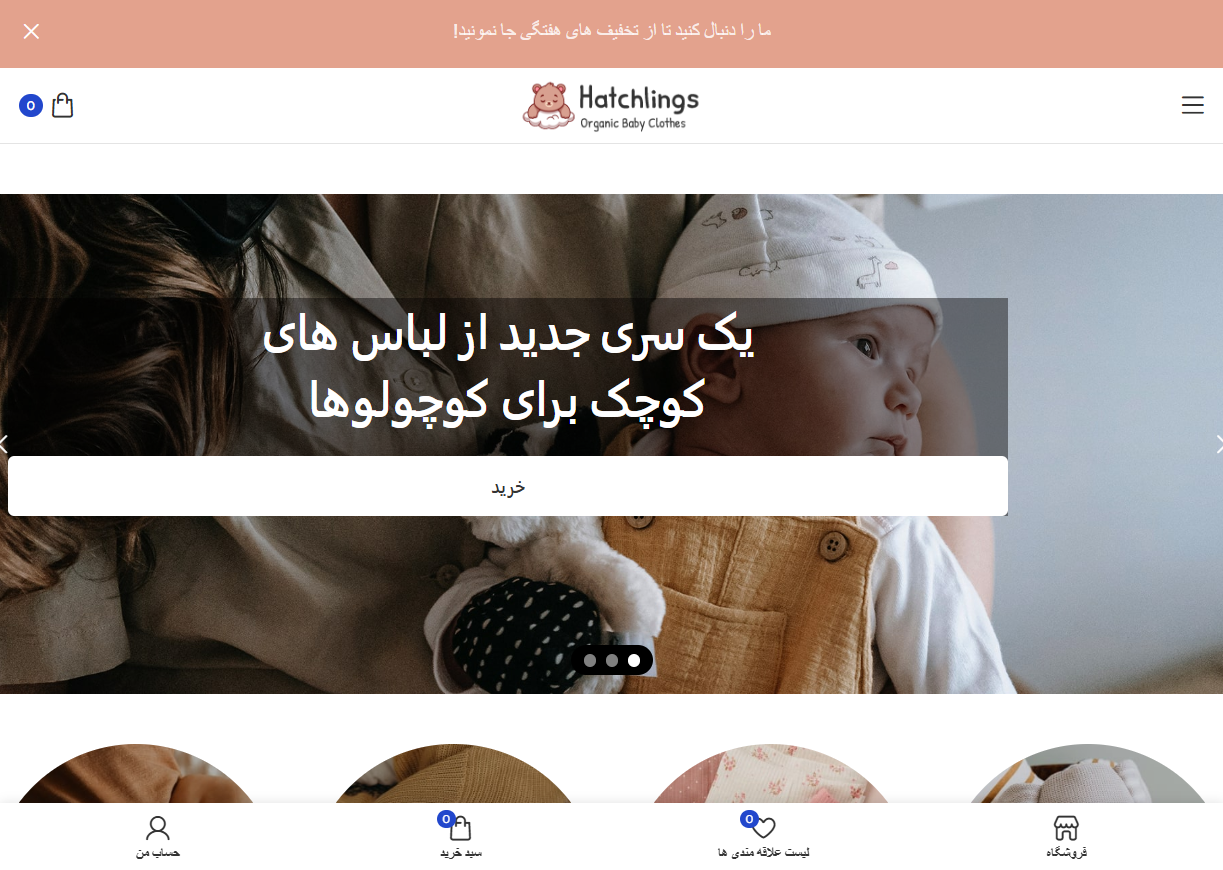 ما را دنبال کنید تا از تخفیف های هفتگی جا نمونید!
0
Hatchlings
Organic Baby Clothes
یک سری جدید از لباس های
کوچک برای کوچولوها
خرید
0
0
فروشگاه
لیست علاقه مندی ها
سبد خرید
حساب من